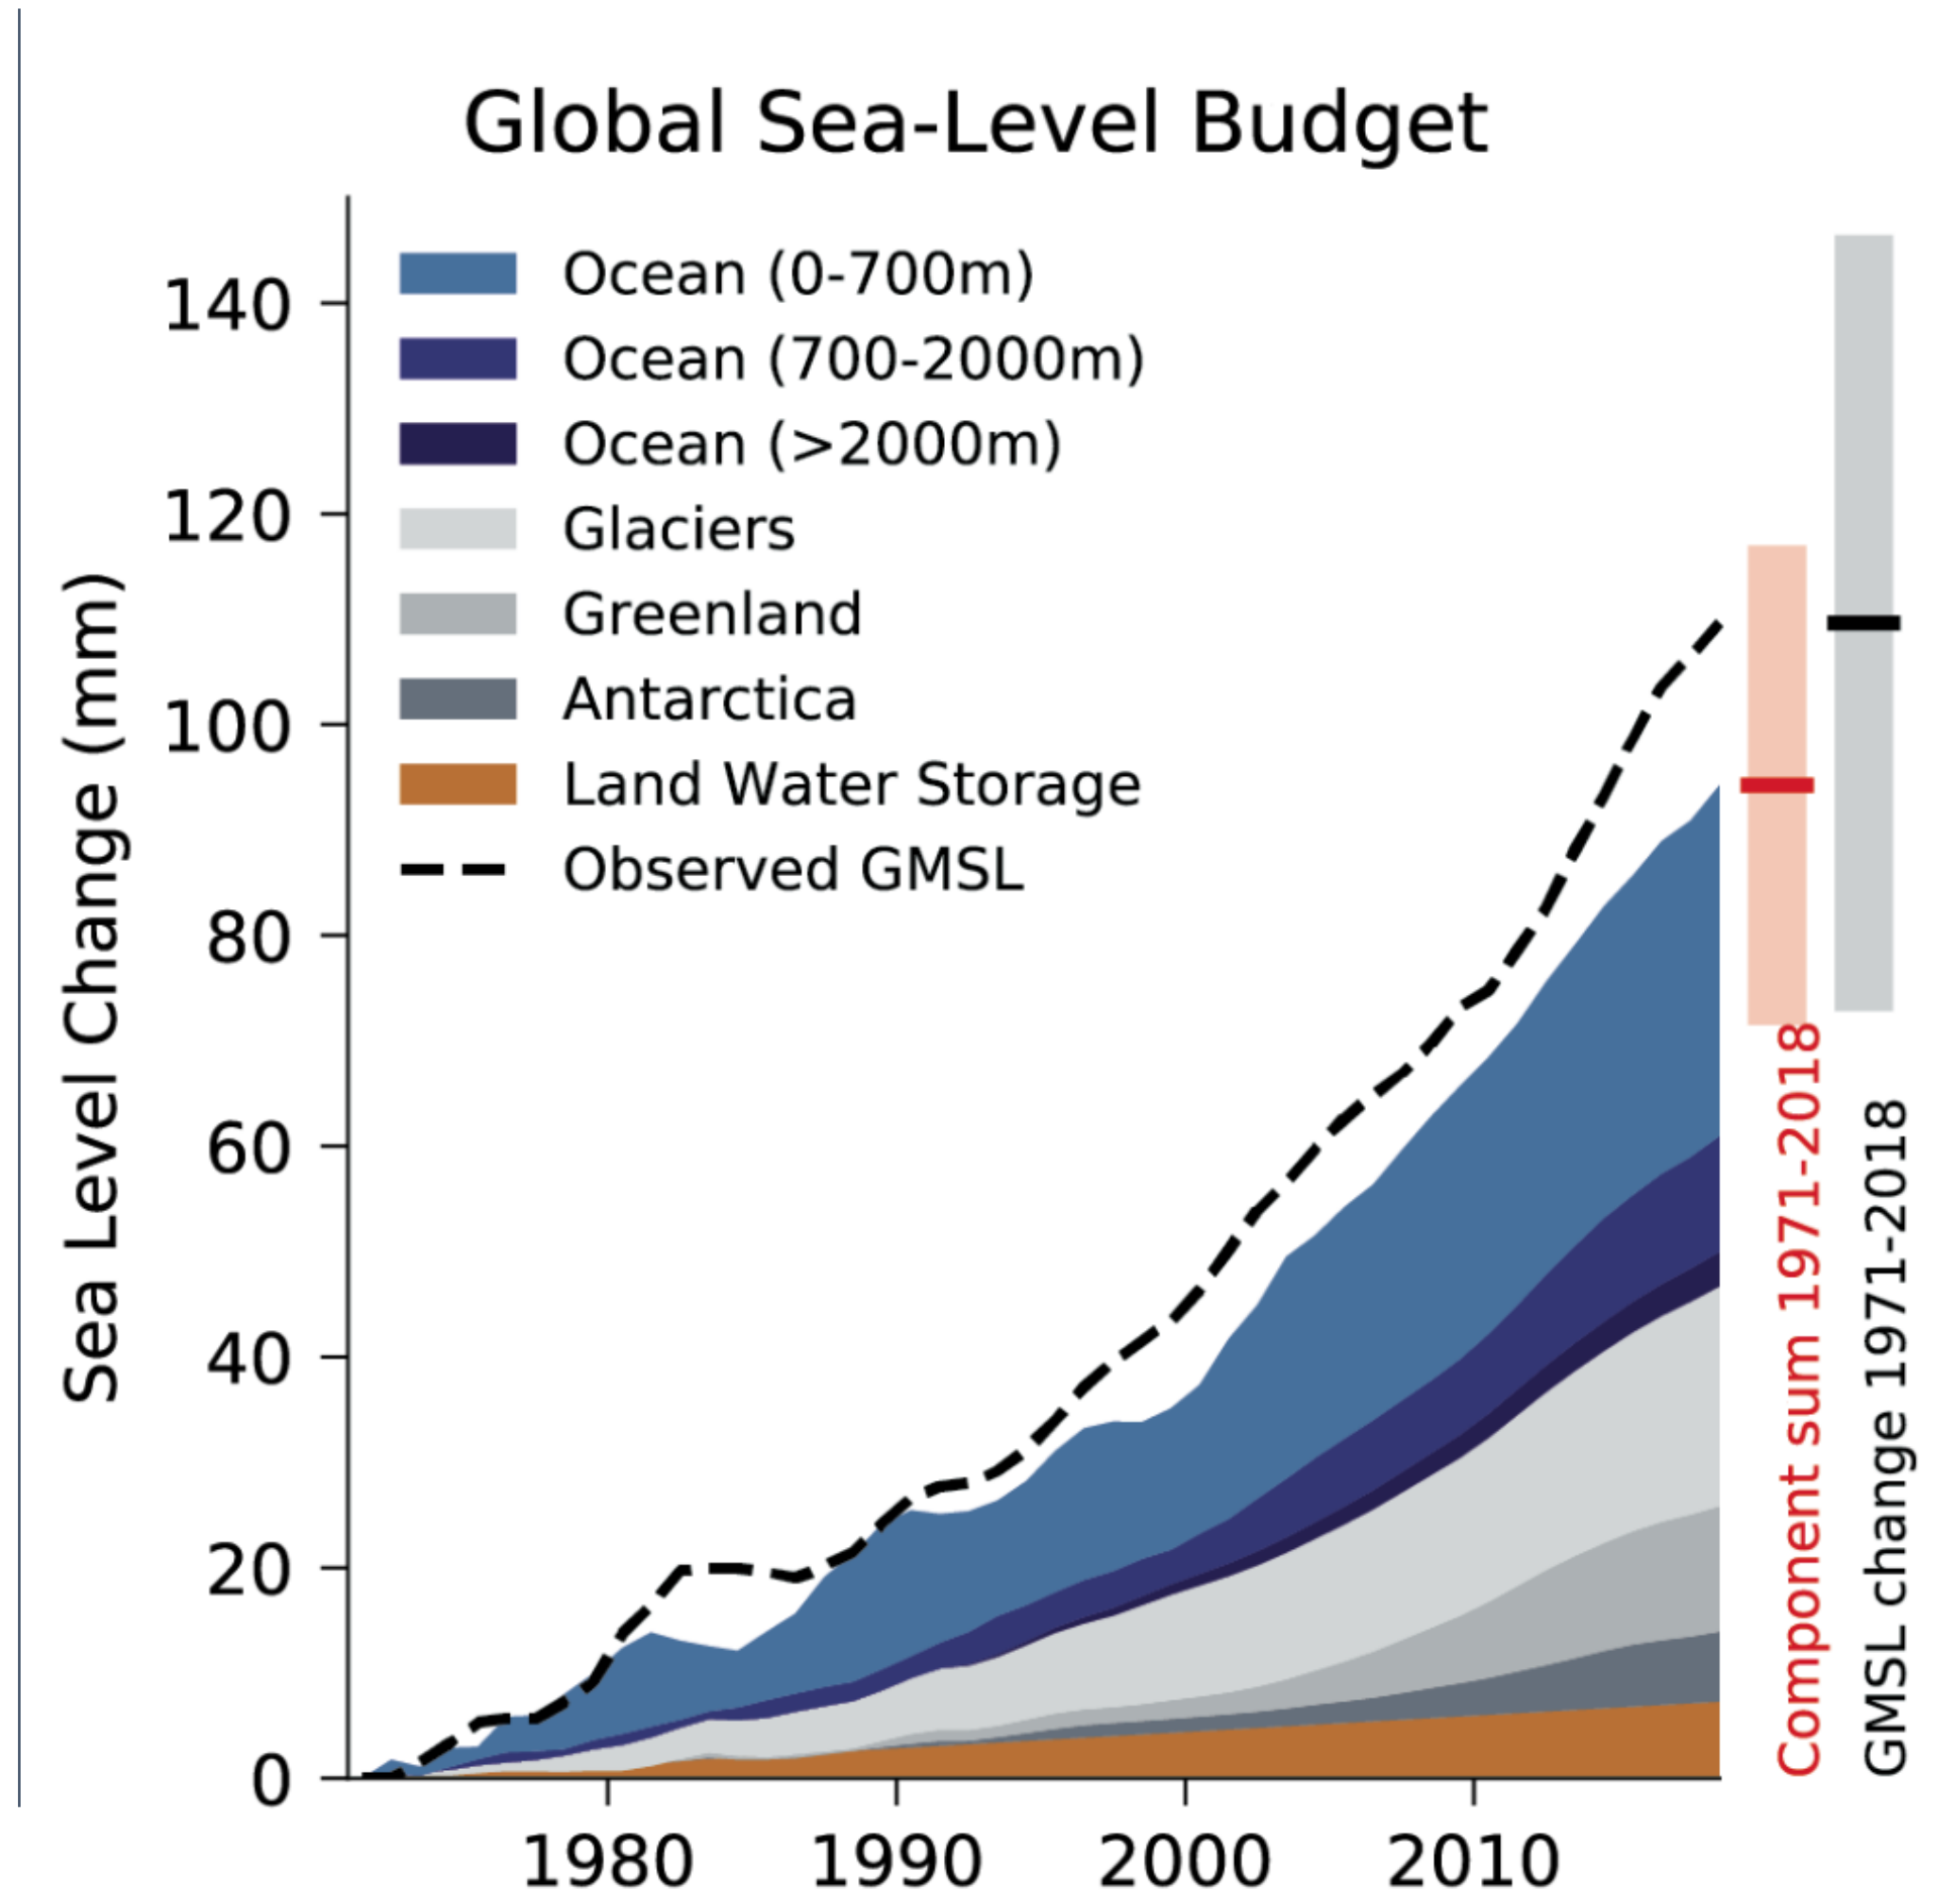 Global Sea-Level Budget
Ocean (0-700m)
Ocean (700-2000m)
Ocean (>2000m)
Glaciers
Greenland
Antarctica
Land Water Storage
Observed GMSL
Sea Level Change (mm)
140
120
100
80
60
40
20
0
1980
1990
2000
2010
Component sum 1971-2018
GMSL change 1971-2018